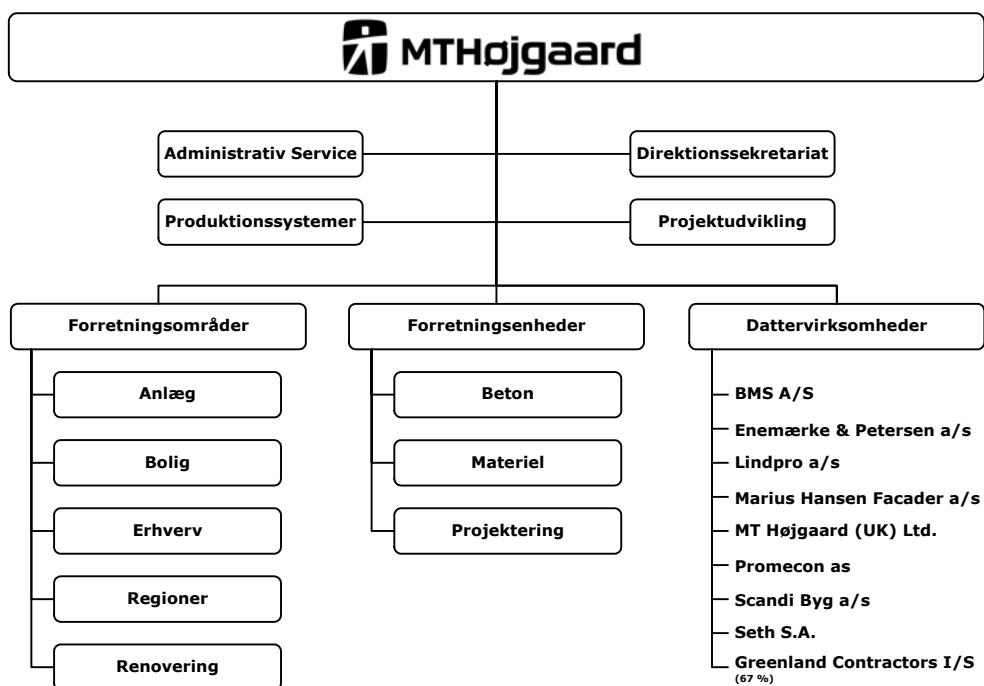 MTHøjgaard
Administrativ Service
Direktionssekretariat
Produktionssystemer
Projektudvikling
Forretningsområder
Anlæg
Bolig
Erhverv
Regioner
Renovering
Forretningsenheder
Beton
Materiel
Projektering
Dattervirksomheder
BMS A/S
Enemærke & Petersen a/s
Lindpro a/s
Marius Hansen Facader a/s
MT Højgaard (UK) Ltd.
Promecon as
Scandi Byg a/s
Seth S.A.
Greenland Contractors I/S
(67 %)